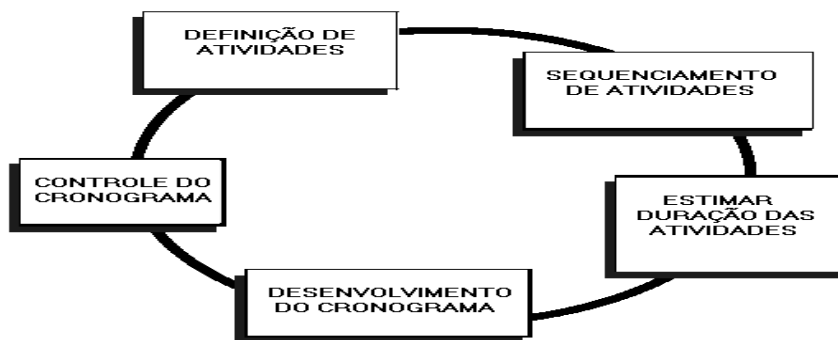 DEFINIÇÃO DE
ATIVIDADES
SEQUENCIAMENTO
DE ATIVIDADES
ESTIMAR
DURAÇÃO DAS
ATIVIDADES
DESENVOLVIMENTO
DO CRONOGRAMA
CONTROLE DO
CRONOGRAMA